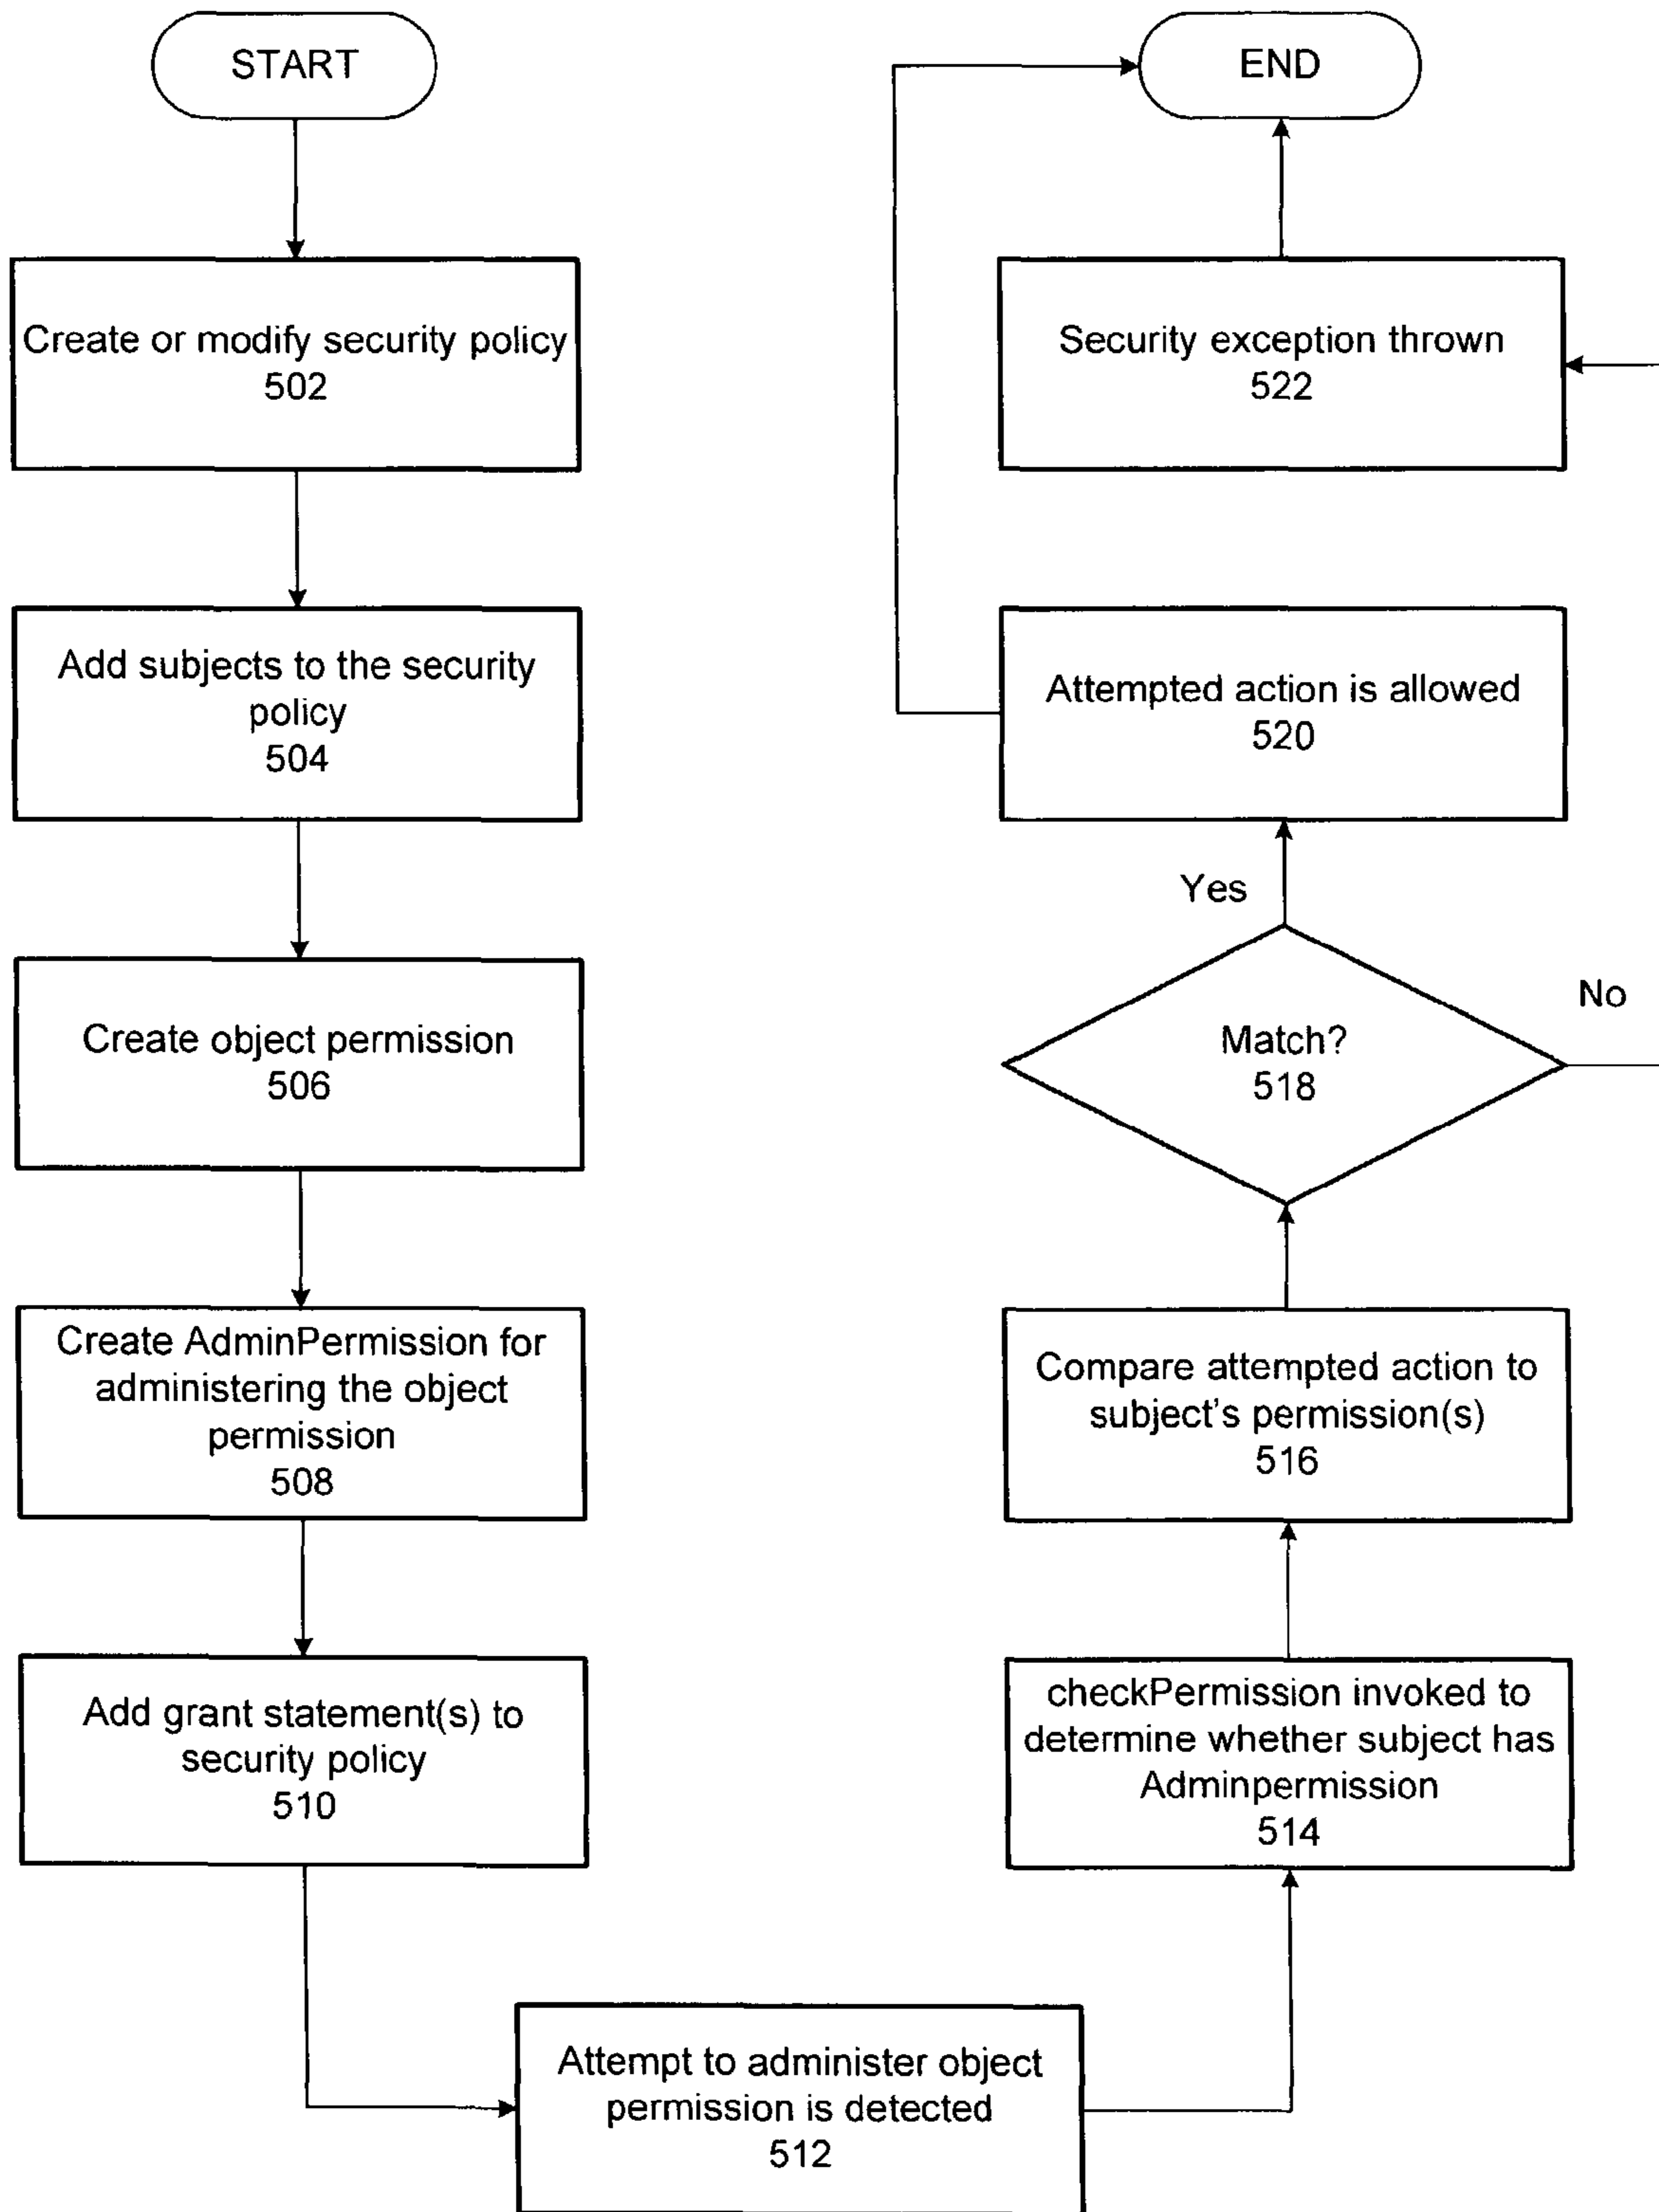 START
Create or modify security policy
502
Add subjects to the security
policy
504
Create object permission
506
Create AdminPermission for
administering the object
permission
508
Add grant statement(s) to
security policy
510
Attempt to administer object
permission is detected
512
checkPermission invoked to
determine whether subject has
Adminpermission
514
Compare attempted action to
subject's permission(s)
516
Match?
518
Yes
No
Attempted action is allowed
520
Security exception thrown
522
END